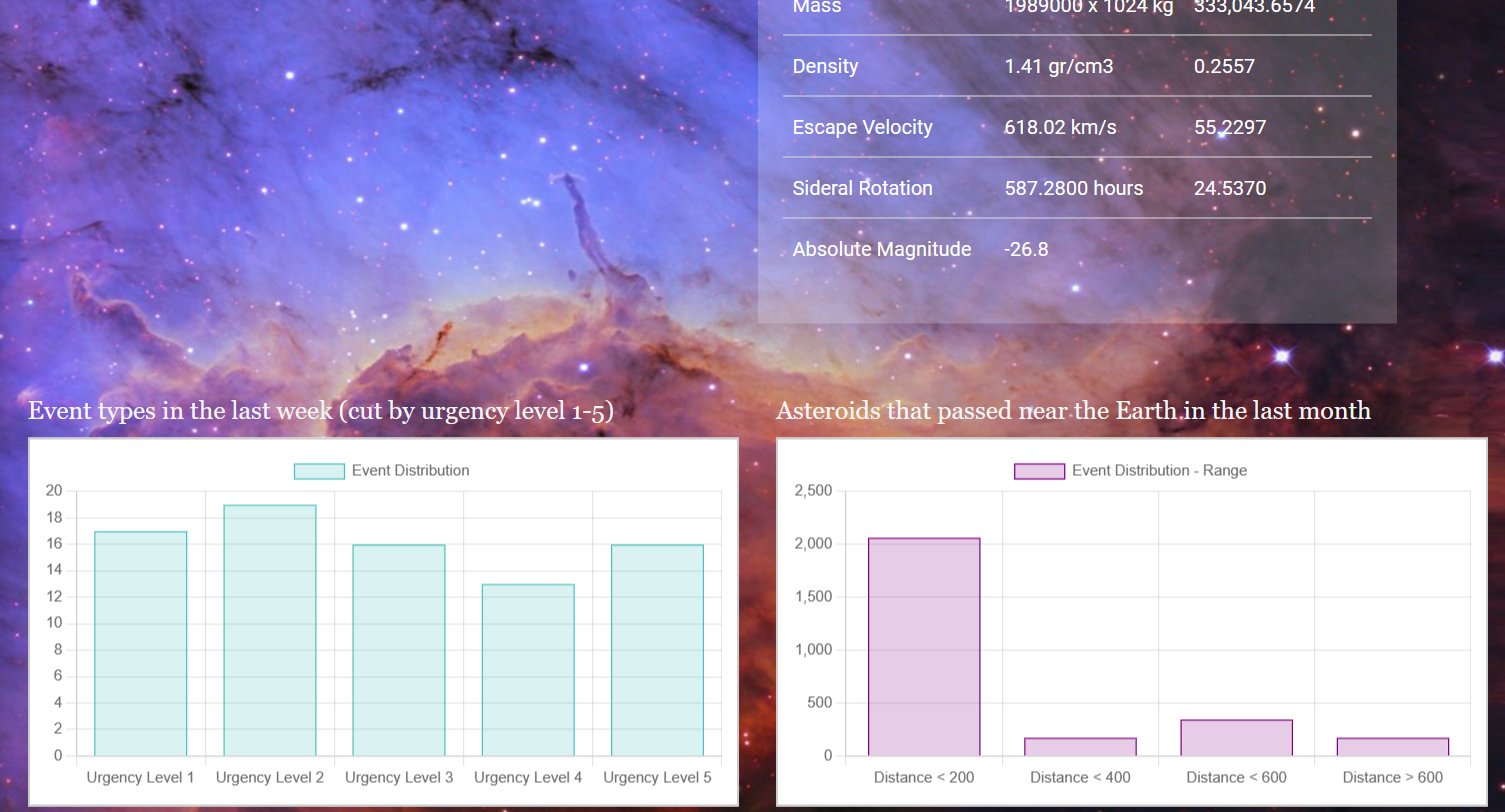 Mass 1989000 x 1024 kg 333,043.6574
Density 1.41 gr/cm3 0.2557
Escape Velocity 618.02 km/s 55.2297
Sideral Rotation 587.2800 hours 24.5370
Absolute Magnitude -26.8
Event types in the last week (cut by urgency level 1-5)
Event Distribution
20
18
16
14
12
10
8
6
4
2
0
Urgency Level 1 Urgency Level 2 Urgency Level 3 Urgency Level 4 Urgency Level 5
Asteroids that passed near the Earth in the last month
Event Distribution - Range
2,500
2,000
1,500
1,000
500
0
Distance < 200 Distance < 400 Distance < 600 Distance > 600